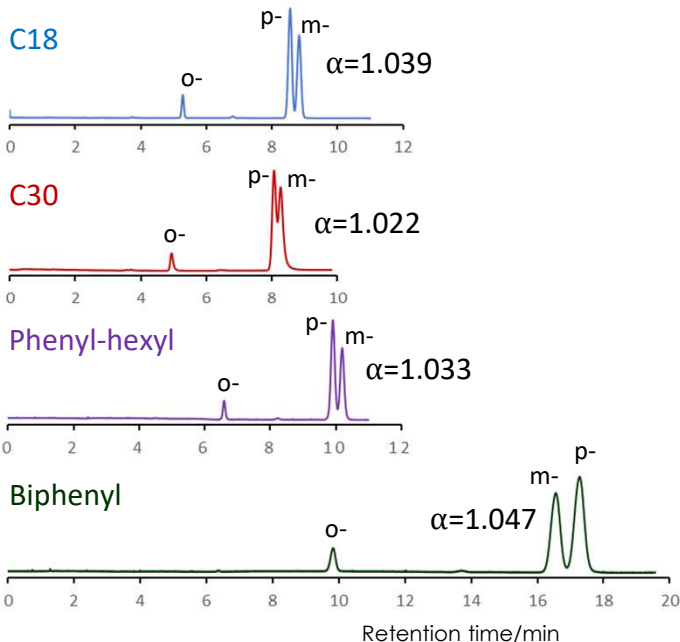 C18
o-
p-
m-
α=1.039
0 2 4 6 8 10 12
C30
o-
p-
m-
α=1.022
0 2 4 6 8 10
Phenyl-hexyl
o-
p-
m-
α=1.033
0 2 4 6 8 10 12
Biphenyl
o-
α=1.047
m-
p-
0 2 4 6 8 10 12 14 16 18 20
Retention time/min